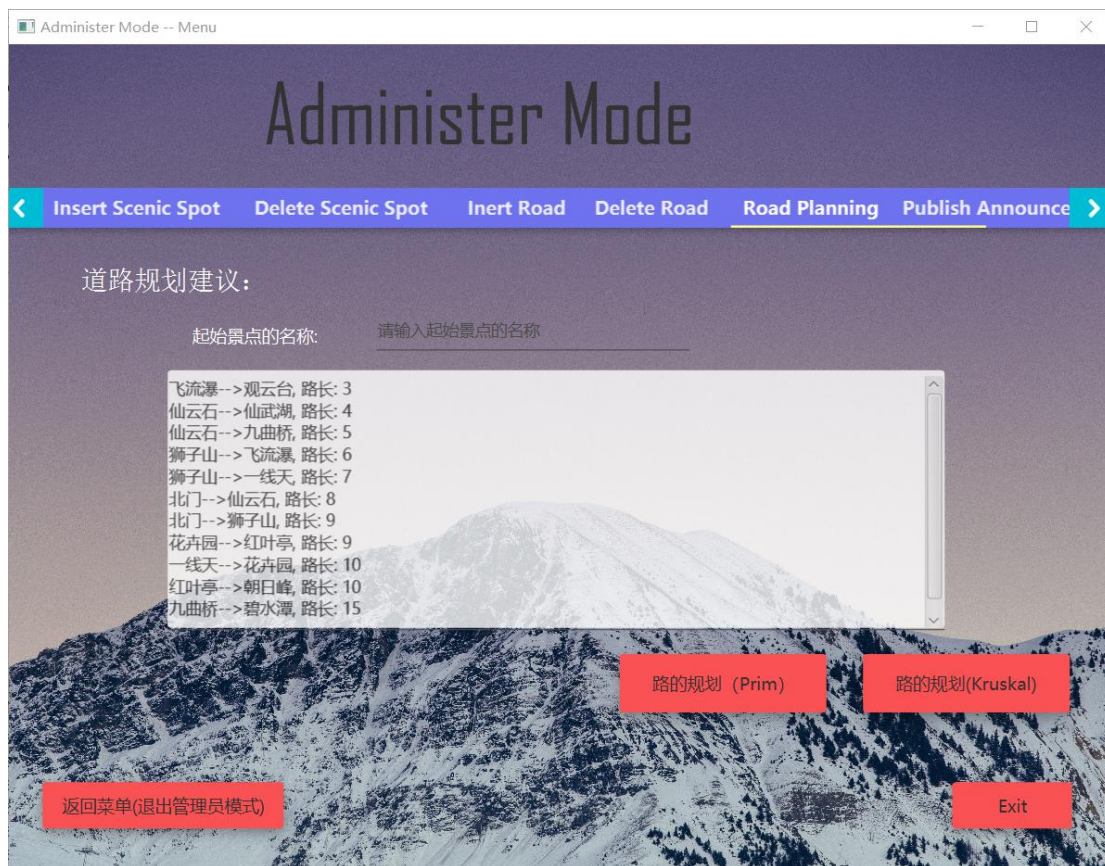 Administer Mode -- Menu
Administer Mode
Insert Scenic Spot Delete Scenic Spot Inert Road Delete Road Road Planning Publish Announce
道路规划建议：
起始景点的名称: 请输入起始景点的名称
飞流瀑-->观云台, 路长: 3
仙云石-->仙武湖, 路长: 4
仙云石-->九曲桥, 路长: 5
狮子山-->飞流瀑, 路长: 6
狮子山-->一线天, 路长: 7
北门-->仙云石, 路长: 8
北门-->狮子山, 路长: 9
花卉园-->红叶亭, 路长: 9
一线天-->花卉园, 路长: 10
红叶亭-->朝日峰, 路长: 10
九曲桥-->碧水潭, 路长: 15
路的规划（Prim） 路的规划(Kruskal)
返回菜单(退出管理员模式) Exit